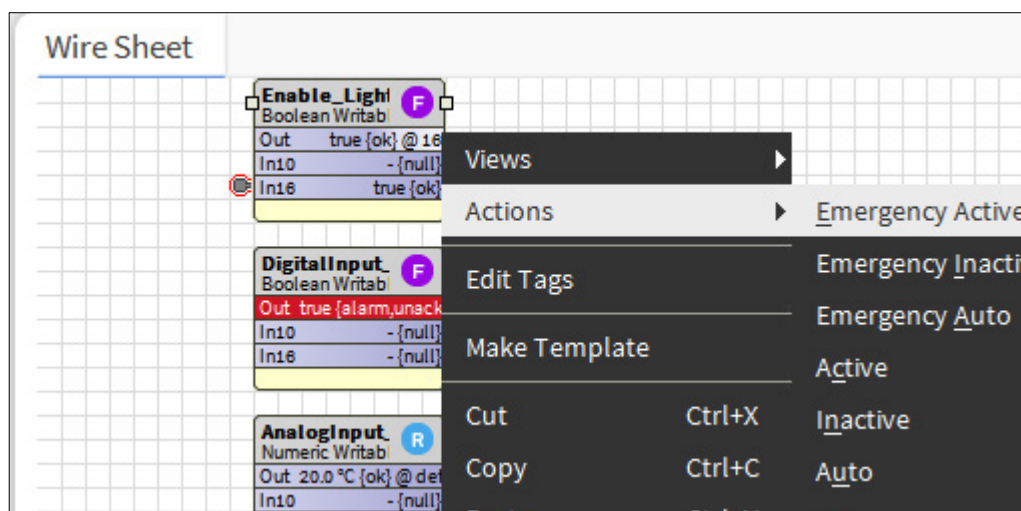 Wire Sheet
Enable_Light
F
Boolean Writabl
Out true {ok} @ 16
In10 - {null}
In16 true {ok}
DigitalInput_
F
Boolean Writabl
Out true {alarm,unack
In10 - {null}
In16 - {null}
AnalogInput_
R
Numeric Writabl
Out 20.0 °C {ok} @ def
In10 - {null}
Views
Actions
Edit Tags
Make Template
Cut Ctrl+X
Copy Ctrl+C
Emergency Active
Emergency Inacti
Emergency Auto
Active
Inactive
Auto